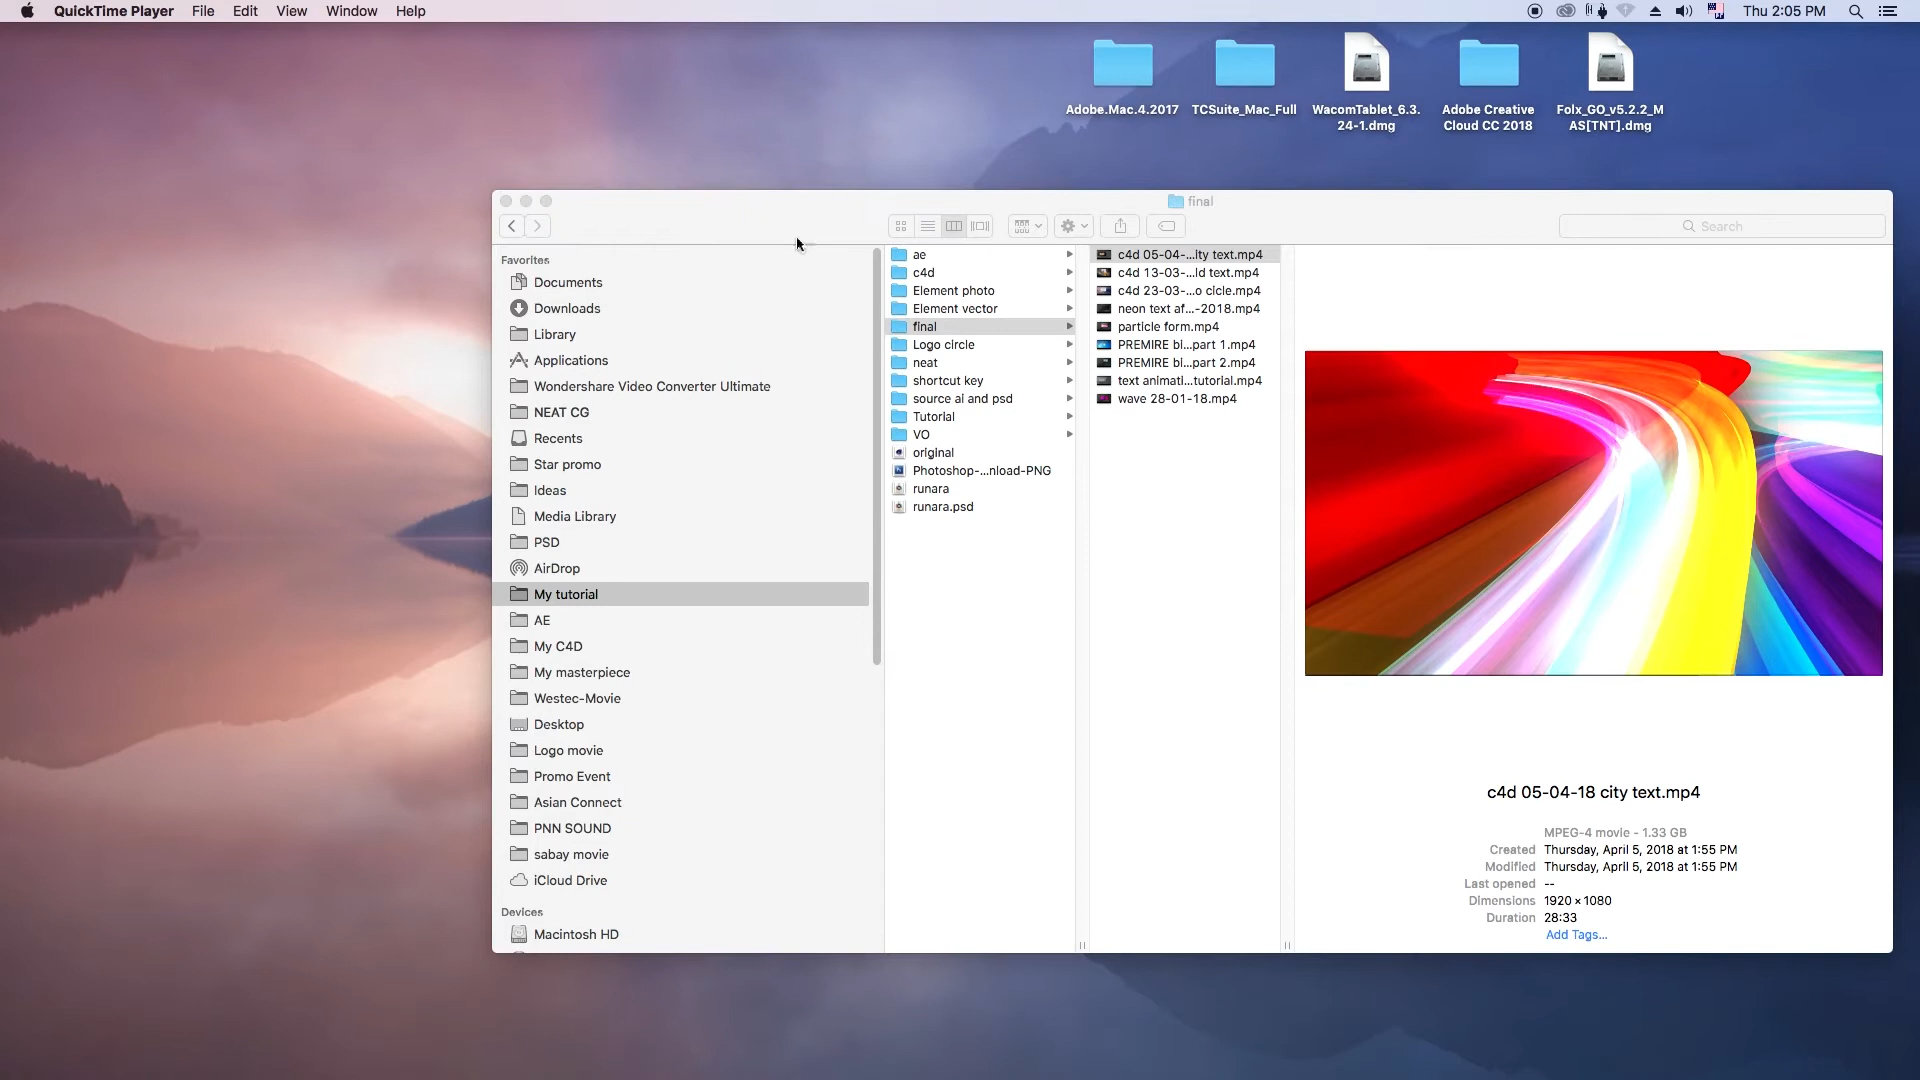 QuickTime Player File Edit View Window Help Thu 2:05 PM
Adobe.Mac.4.2017 TCSuite_Mac_Full WacomTablet_6.3. Adobe Creative Folx_GO_v5.2.2_M
24-1.dmg Cloud CC 2018 AS[TNT].dmg
final
Search
Favorites
Documents
Downloads
Library
Applications
Wondershare Video Converter Ultimate
NEAT CG
Recents
Star promo
Ideas
Media Library
PSD
AirDrop
My tutorial
AE
My C4D
My masterpiece
Westec-Movie
Desktop
Logo movie
Promo Event
Asian Connect
PNN SOUND
sabay movie
iCloud Drive
Devices
Macintosh HD
ae
c4d
Element photo
Element vector
final
Logo circle
neat
shortcut key
source ai and psd
Tutorial
VO
original
Photoshop-...nload-PNG
runara
runara.psd
c4d 05-04-...ity text.mp4
c4d 13-03-...ld text.mp4
c4d 23-03-...o cicle.mp4
neon text af...-2018.mp4
particle form.mp4
PREMIRE bi...part 1.mp4
PREMIRE bi...part 2.mp4
text animati...tutorial.mp4
wave 28-01-18.mp4
c4d 05-04-18 city text.mp4
MPEG-4 movie - 1.33 GB
Created Thursday, April 5, 2018 at 1:55 PM
Modified Thursday, April 5, 2018 at 1:55 PM
Last opened --
Dimensions 1920 × 1080
Duration 28:33
Add Tags...